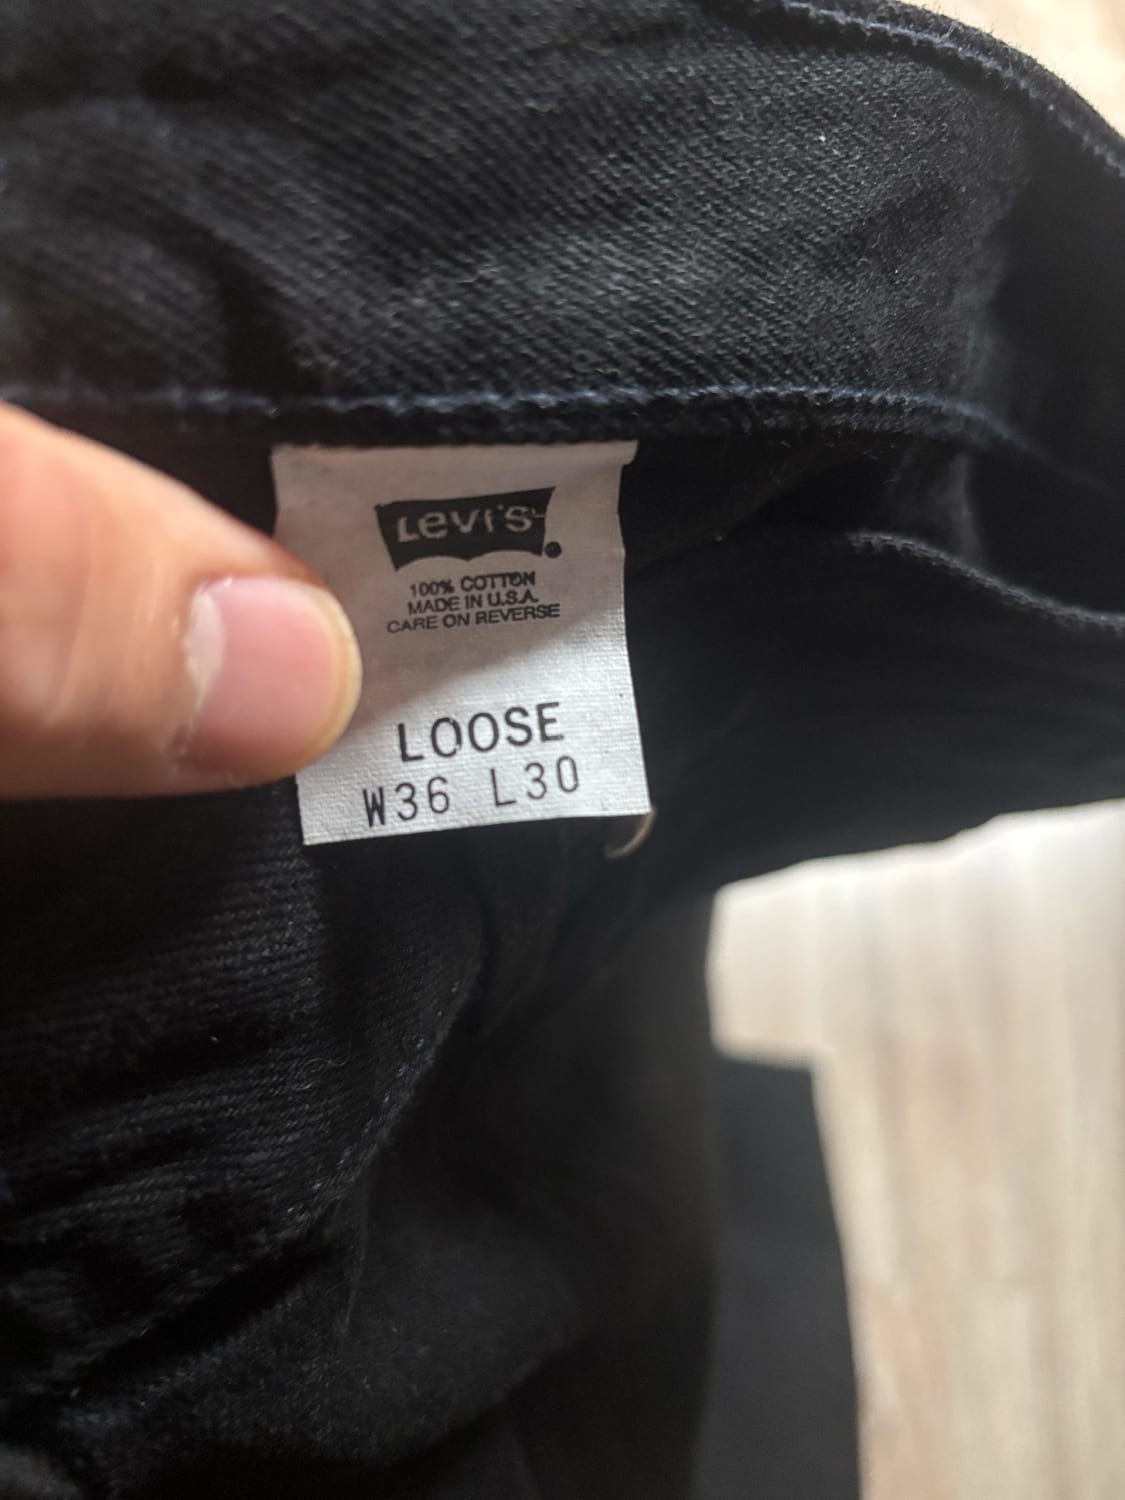 Levi's
100% COTTON
MADE IN U.S.A.
CARE ON REVERSE
LOOSE
W36 L30